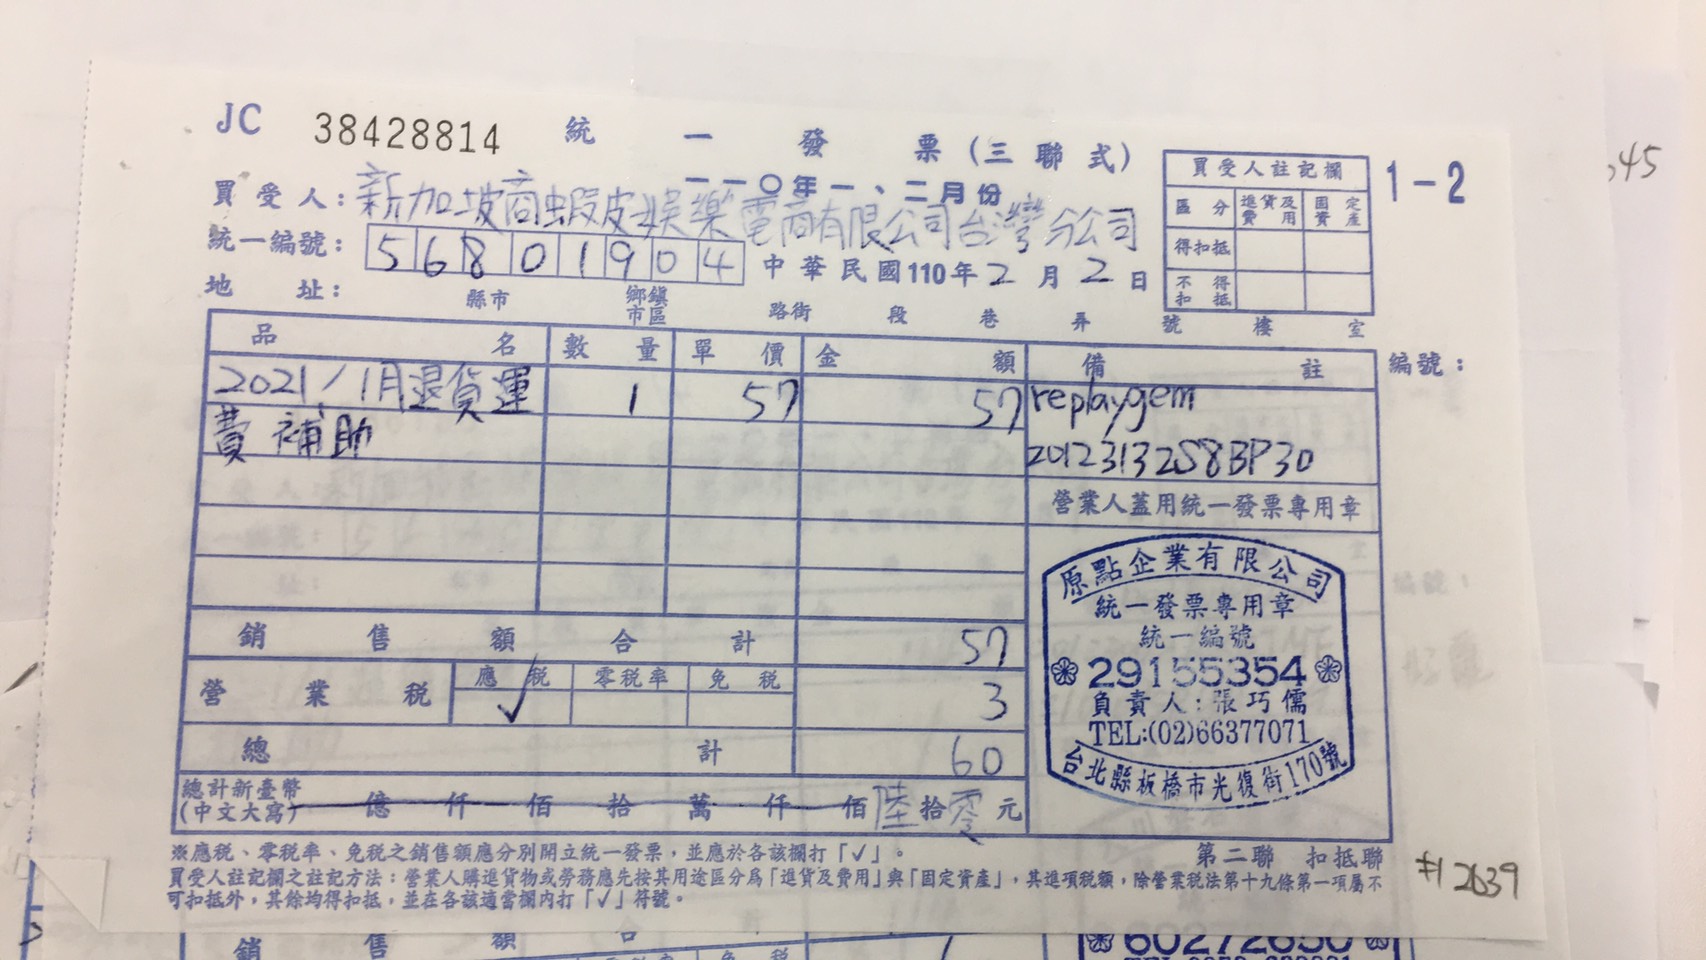 JC 38428814 統一發票(三聯式)
一一〇年一、二月份
1-2
買受人註記欄
區分 進貨及費用 固定資產
得扣抵
不得扣抵
買受人:新加坡商蝦皮娛樂電商有限公司台灣分公司
統一編號:56801904 中華民國110年2月2日
地址: 縣市 鄉鎮市區 路街 段 巷 弄 號 樓 室
品名 數量 單價 金額 備註 編號:
2021/1月退貨運 1 57 57 replaygem
費補助 20123132S8BP30
營業人蓋用統一發票專用章
原點企業有限公司
統一發票專用章
統一編號
29155354
負責人:張巧儒
TEL:(02)66377071
台北縣板橋市光復街170號
銷售額合計 57
營業稅 應稅 ✓ 零稅率 免稅 3
總計 60
總計新臺幣
(中文大寫) 億仟佰拾萬仟佰陸拾零元
※應稅、零稅率、免稅之銷售額應分別開立統一發票,並應於各該欄打「✓」。
第二聯 扣抵聯
買受人註記欄之註記方法:營業人購進貨物或勞務應先按其用途區分為「進貨及費用」與「固定資產」,其進項稅額,除營業稅法第十九條第一項屬不
可扣抵外,其餘均得扣抵,並在各該適當欄內打「✓」符號。
#12639
45
銷售額合
60272650